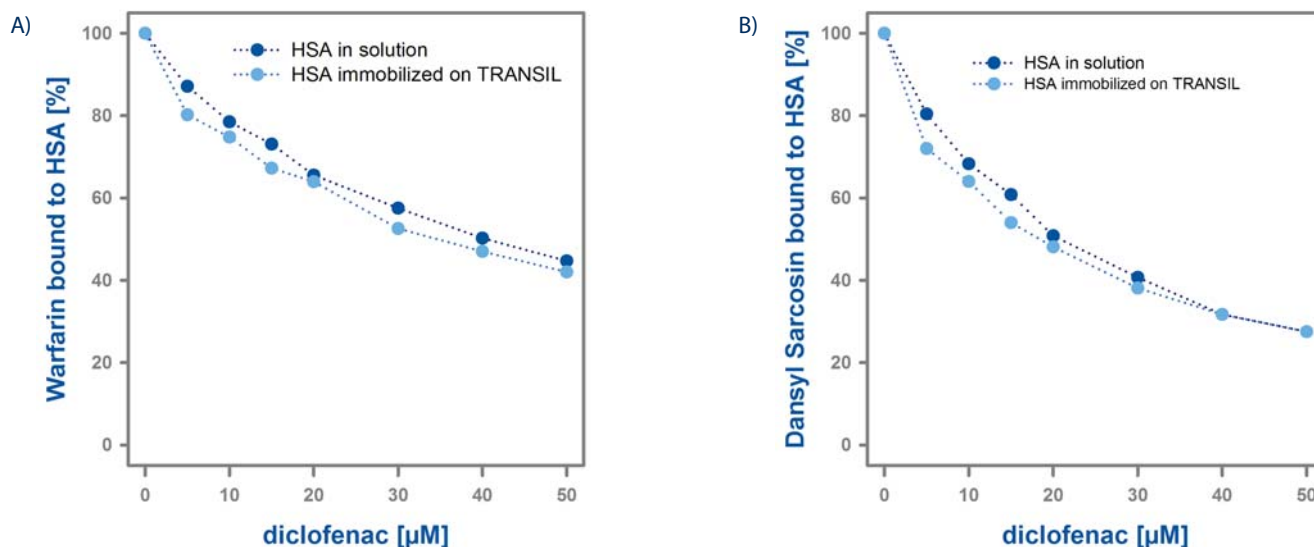 A)
Warfarin bound to HSA [%]
100
80
60
40
20
0
HSA in solution
HSA immobilized on TRANSIL
0 10 20 30 40 50
diclofenac [µM]
B)
Dansyl Sarcosin bound to HSA [%]
100
80
60
40
20
0
HSA in solution
HSA immobilized on TRANSIL
0 10 20 30 40 50
diclofenac [µM]